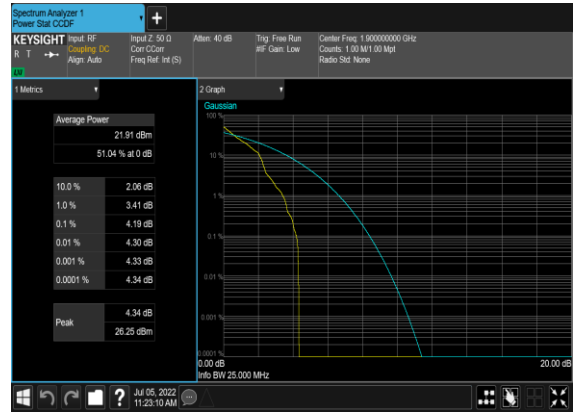 Spectrum Analyzer 1
Power Stat CCDF
KEYSIGHT
R T
LXI
Input: RF
Coupling: DC
Align: Auto
Input Z: 50 Ω
Corr CCorr
Freq Ref: Int (S)
Atten: 40 dB
Trig: Free Run
#IF Gain: Low
Center Freq: 1.900000000 GHz
Counts: 1.00 M/1.00 Mpt
Radio Std: None
1 Metrics
Average Power
21.91 dBm
51.04 % at 0 dB
10.0 % 2.06 dB
1.0 % 3.41 dB
0.1 % 4.19 dB
0.01 % 4.30 dB
0.001 % 4.33 dB
0.0001 % 4.34 dB
Peak
4.34 dB
26.25 dBm
2 Graph
Gaussian
100 %
10 %
1 %
0.1 %
0.01 %
0.001 %
0.0001 %
0.00 dB 20.00 dB
Info BW 25.000 MHz
?
Jul 05, 2022
11:23:10 AM